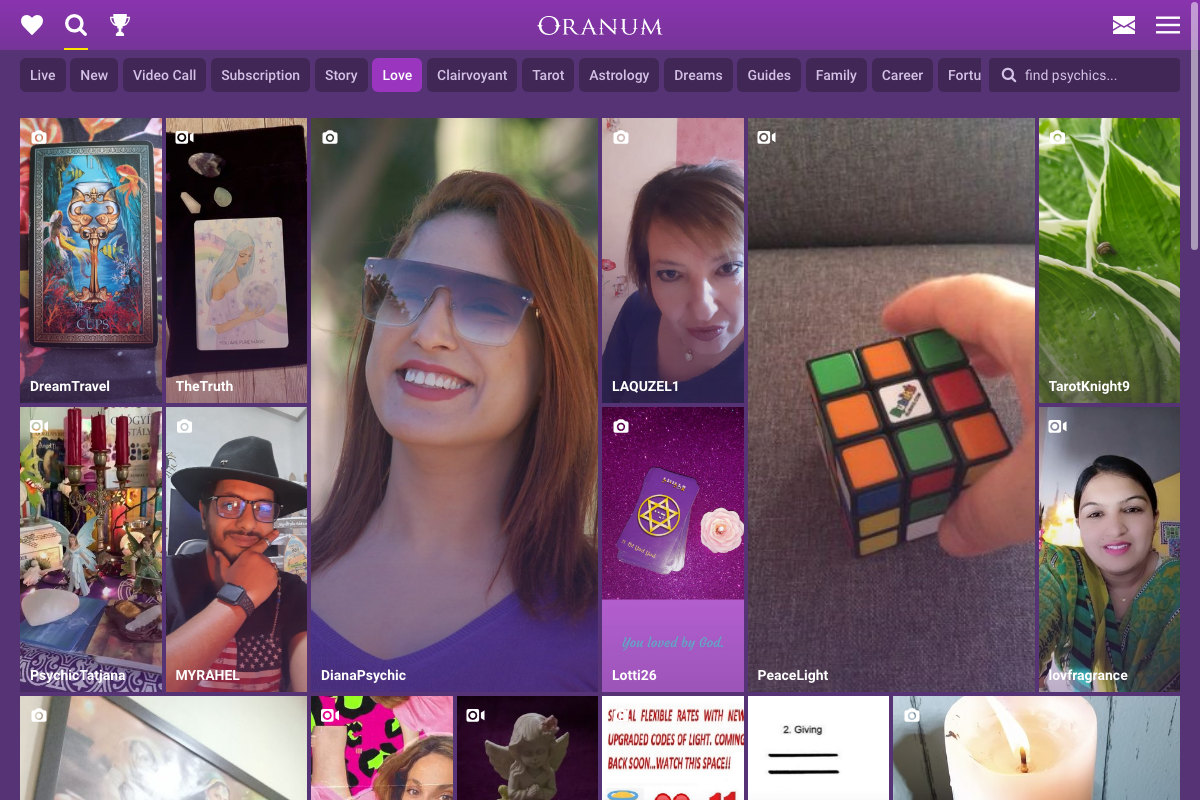 ORANUM
Live
New
Video Call
Subscription
Story
Love
Clairvoyant
Tarot
Astrology
Dreams
Guides
Family
Career
Fortu
find psychics...
CUPS
DreamTravel
TheTruth
DianaPsychic
LAQUZEL1
PeaceLight
TarotKnight9
PsychicTatjana
MYRAHEL
You loved by God.
Lotti26
lovfragrance
FLEXIBLE RATES WITH NEW
UPGRADED CODES OF LIGHT. COMING
BACK SOON...WATCH THIS SPACE!!
2. Giving